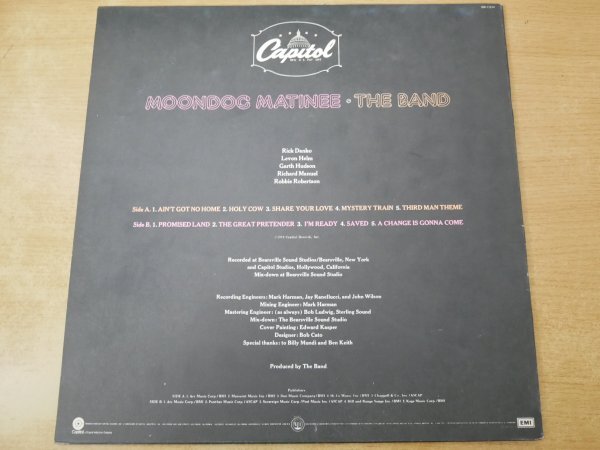 Capitol
MOONDOG MATINEE • THE BAND
Rick Danko
Levon Helm
Garth Hudson
Richard Manuel
Robbie Robertson
Side A. 1. AIN'T GOT NO HOME 2. HOLY COW 3. SHARE YOUR LOVE 4. MYSTERY TRAIN 5. THIRD MAN THEME
Side B. 1. PROMISED LAND 2. THE GREAT PRETENDER 3. I'M READY 4. SAVED 5. A CHANGE IS GONNA COME
Capitol Records, Inc.
Recorded at Bearsville Sound Studios/Bearsville, New York
and Capitol Studios, Hollywood, California
Mix-down at Bearsville Sound Studio
Recording Engineers: Mark Harman, Jay Ranellucci, and John Wilson
Mixing Engineer: Mark Harman
Mastering Engineer: (as always) Bob Ludwig, Sterling Sound
Mix-down: The Bearsville Sound Studio
Cover Painting: Edward Kasper
Designer: Bob Cato
Special thanks: to Billy Mundi and Ben Keith
Produced by The Band
Publishers
Capitol
EMI